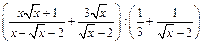 (x√x+1/x−√x−2 + 3√x/√x−2) · (1/3 + 1/x−√x−2)